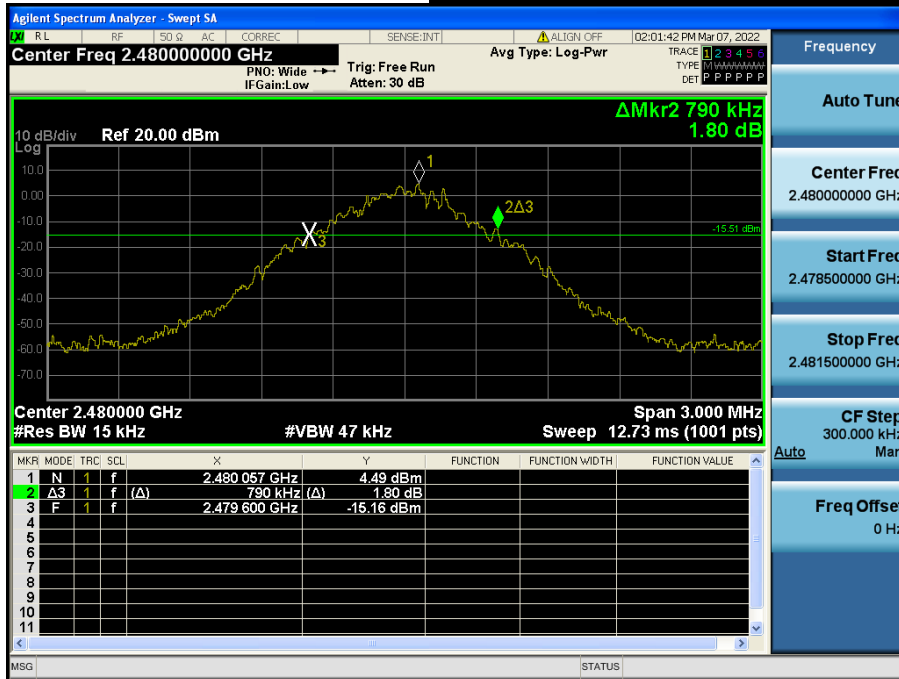 Agilent Spectrum Analyzer - Swept SA
LXI RL RF 50 Ω AC CORREC SENSE:INT ALIGN OFF 02:01:42 PM Mar 07, 2022
Center Freq 2.480000000 GHz
PNO: Wide
IFGain:Low
Trig: Free Run
Atten: 30 dB
Avg Type: Log-Pwr
TRACE 1 2 3 4 5 6
TYPE M WWWWW
DET P P P P P P
Frequency
Auto Tune
ΔMkr2 790 kHz
1.80 dB
10 dB/div Ref 20.00 dBm
Log
10.0
0.00
-10.0
-20.0
-30.0
-40.0
-50.0
-60.0
-70.0
1
2Δ3
3
-15.51 dBm
Center 2.480000 GHz
Span 3.000 MHz
#Res BW 15 kHz #VBW 47 kHz Sweep 12.73 ms (1001 pts)
Center Freq
2.480000000 GHz
Start Freq
2.478500000 GHz
Stop Freq
2.481500000 GHz
CF Step
300.000 kHz
Auto Man
Freq Offset
0 Hz
MKR MODE TRC SCL X Y FUNCTION FUNCTION WIDTH FUNCTION VALUE
1 N 1 f 2.480 057 GHz 4.49 dBm
2 Δ3 1 f (Δ) 790 kHz (Δ) 1.80 dB
3 F 1 f 2.479 600 GHz -15.16 dBm
4
5
6
7
8
9
10
11
MSG STATUS